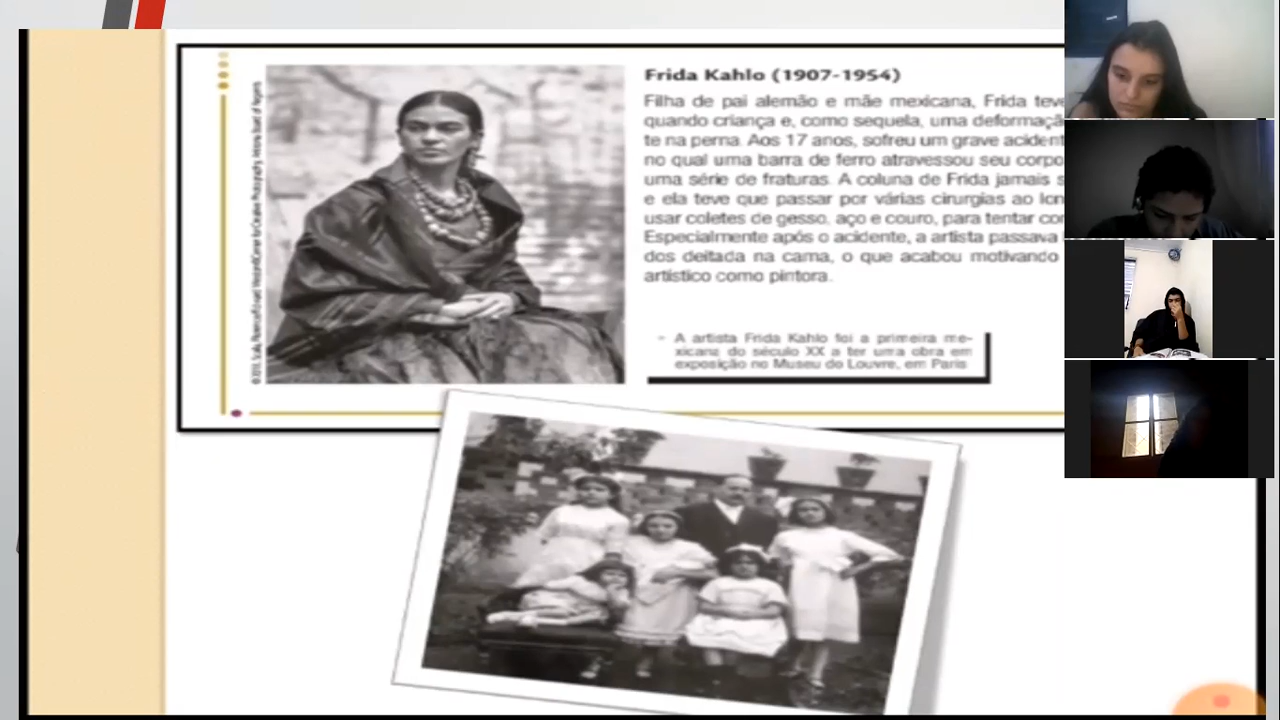 Frida Kahlo (1907-1954)
Filha de pai alemão e mãe mexicana, Frida teve
quando criança e, como sequela, uma deformaçã
te na perna. Aos 17 anos, sofreu um grave acident
no qual uma barra de ferro atravessou seu corpo
uma série de fraturas. A coluna de Frida jamais s
e ela teve que passar por várias cirurgias ao lon
usar coletes de gesso, aço e couro, para tentar cor
Especialmente após o acidente, a artista passava
dos deitada na cama, o que acabou motivando
artístico como pintora.
- A artista Frida Kahlo foi a primeira me-
xicana do século XX a ter uma obra em
exposição no Museu do Louvre, em Paris